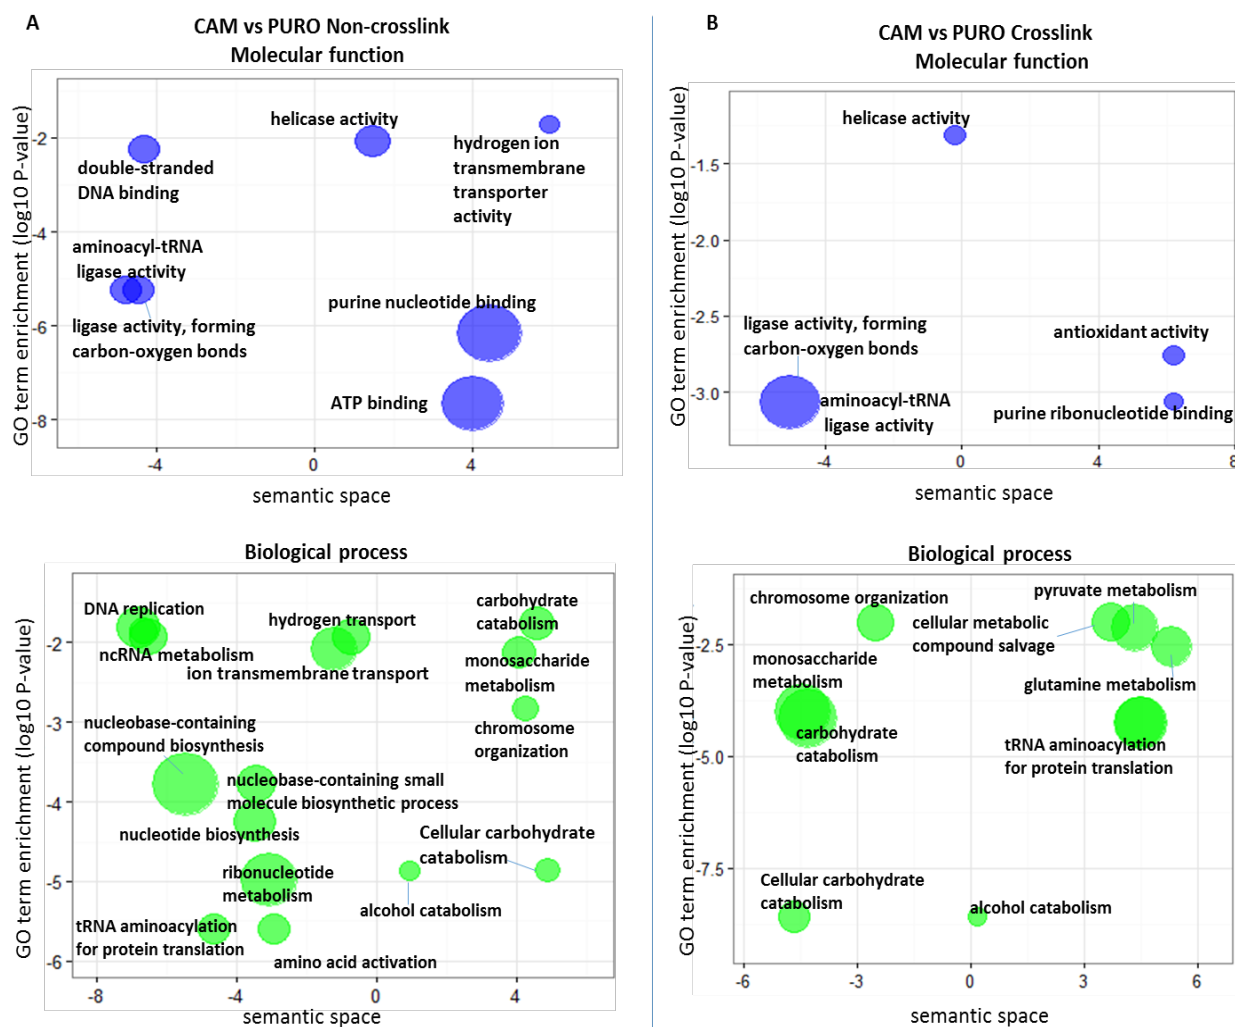 A
CAM vs PURO Non-crosslink
Molecular function
GO term enrichment (log10 P-value)
-2
-4
-6
-8
helicase activity
hydrogen ion
transmembrane
transporter
activity
double-stranded
DNA binding
aminoacyl-tRNA
ligase activity
ligase activity, forming
carbon-oxygen bonds
purine nucleotide binding
ATP binding
-4
0
4
semantic space
Biological process
GO term enrichment (log10 P-value)
-2
-3
-4
-5
-6
DNA replication
ncRNA metabolism
hydrogen transport
ion transmembrane transport
carbohydrate
catabolism
monosaccharide
metabolism
chromosome
organization
nucleobase-containing
compound biosynthesis
nucleobase-containing small
molecule biosynthetic process
nucleotide biosynthesis
Cellular carbohydrate
catabolism
ribonucleotide
metabolism
alcohol catabolism
tRNA aminoacylation
for protein translation
amino acid activation
-8
-4
0
4
semantic space
B
CAM vs PURO Crosslink
Molecular function
GO term enrichment (log10 P-value)
-1.5
-2.0
-2.5
-3.0
helicase activity
ligase activity, forming
carbon-oxygen bonds
antioxidant activity
aminoacyl-tRNA
ligase activity
purine ribonucleotide binding
-4
0
4
8
semantic space
Biological process
GO term enrichment (log10 P-value)
-2.5
-5.0
-7.5
chromosome organization
pyruvate metabolism
cellular metabolic
compound salvage
monosaccharide
metabolism
glutamine metabolism
carbohydrate
catabolism
tRNA aminoacylation
for protein translation
Cellular carbohydrate
catabolism
alcohol catabolism
-6
-3
0
3
6
semantic space